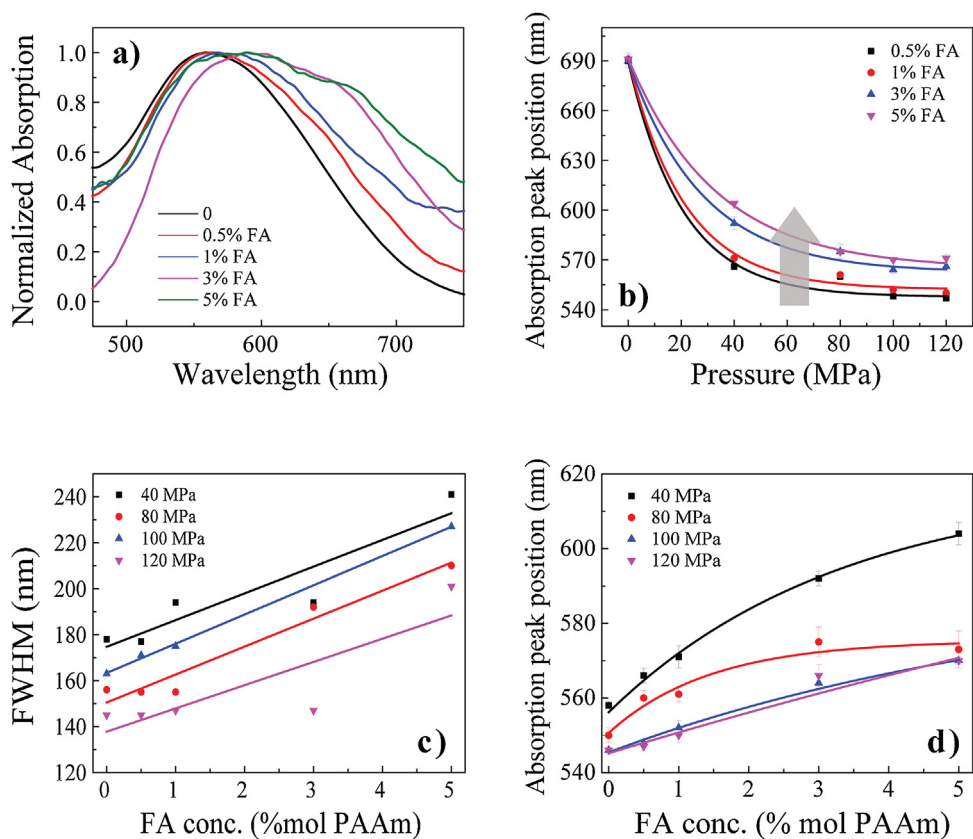 a)
Normalized Absorption
1.0
0.8
0.6
0.4
0.2
0.0
0
0.5% FA
1% FA
3% FA
5% FA
500
600
700
Wavelength (nm)
b)
Absorption peak position (nm)
690
660
630
600
570
540
0.5% FA
1% FA
3% FA
5% FA
0
20
40
60
80
100
120
Pressure (MPa)
c)
FWHM (nm)
240
220
200
180
160
140
120
40 MPa
80 MPa
100 MPa
120 MPa
0
1
2
3
4
5
FA conc. (%mol PAAm)
d)
Absorption peak position (nm)
620
600
580
560
540
40 MPa
80 MPa
100 MPa
120 MPa
0
1
2
3
4
5
FA conc. (% mol PAAm)